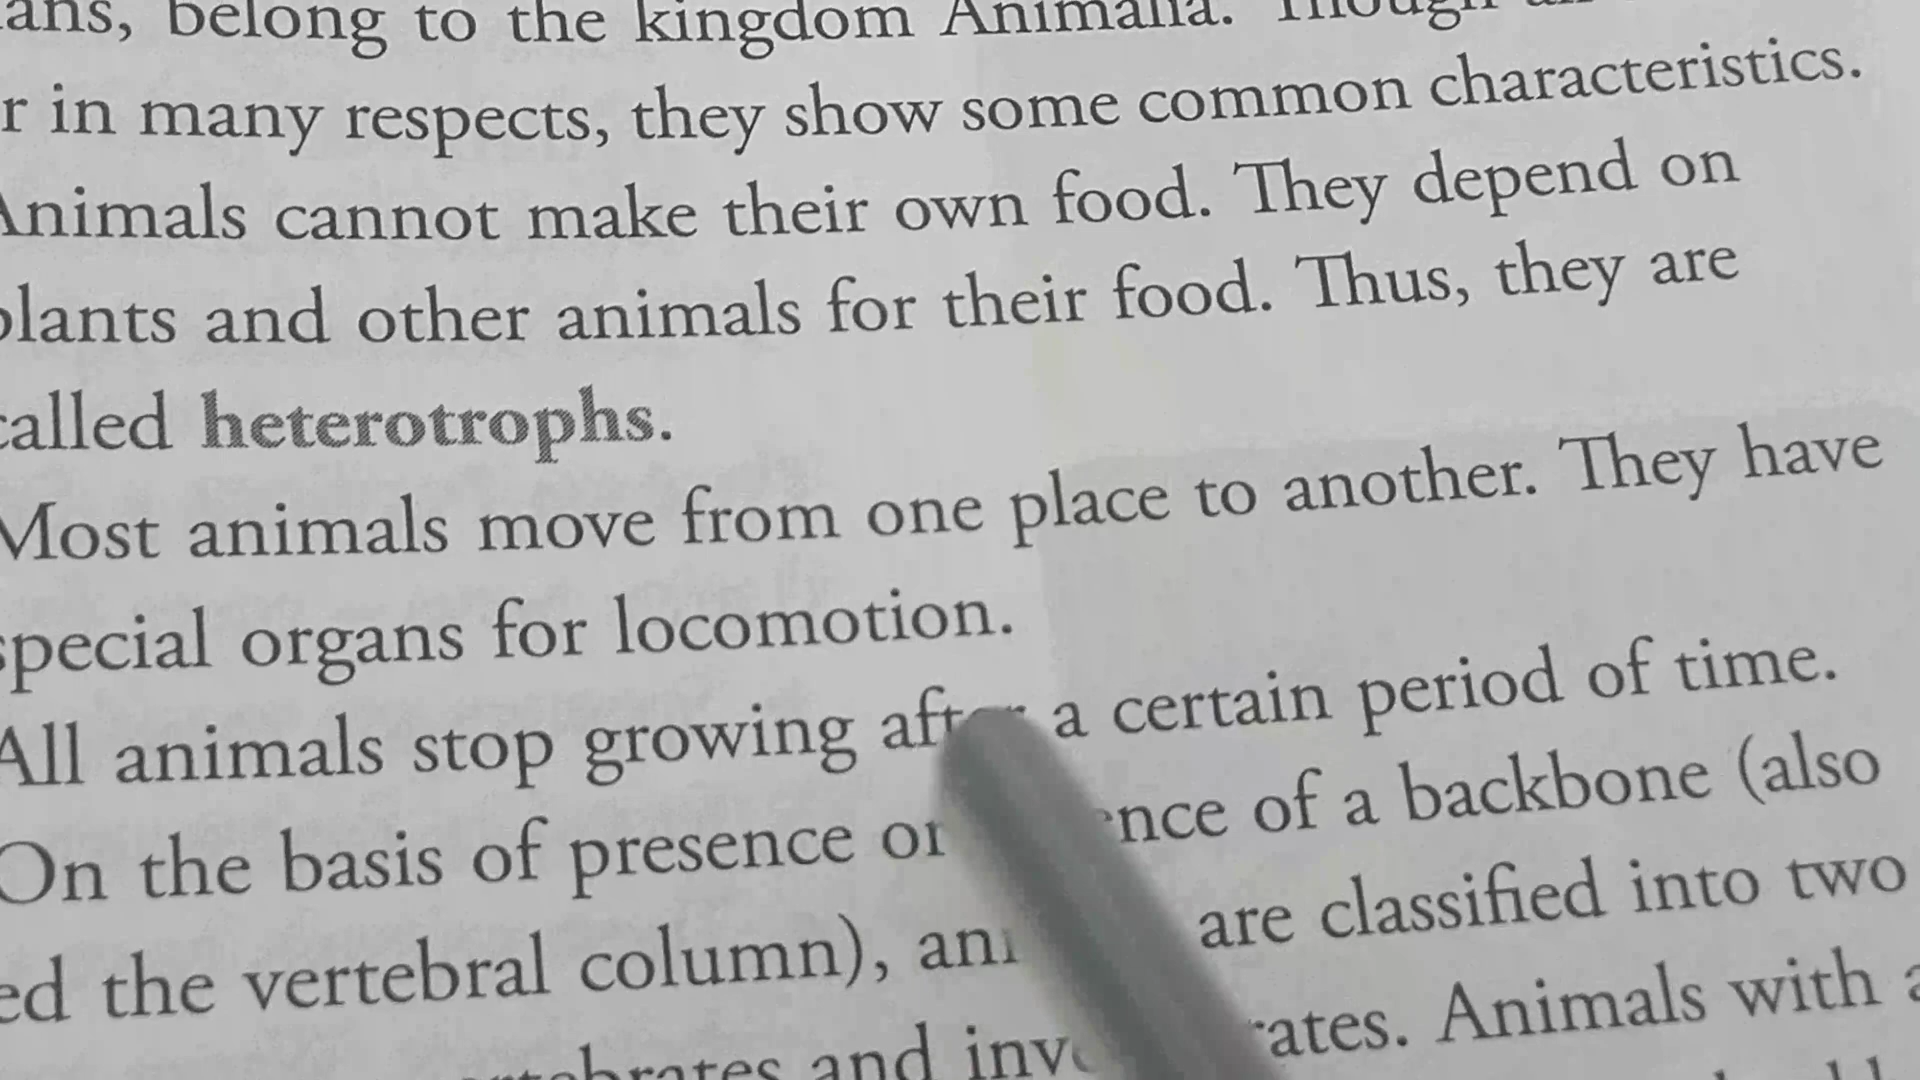 ans, belong to the kingdom Animalia. Though
r in many respects, they show some common characteristics.
Animals cannot make their own food. They depend on
plants and other animals for their food. Thus, they are
called heterotrophs.
Most animals move from one place to another. They have
special organs for locomotion.
All animals stop growing after a certain period of time.
On the basis of presence or of a backbone (also
ed the vertebral column), are classified into two
and Animals with a